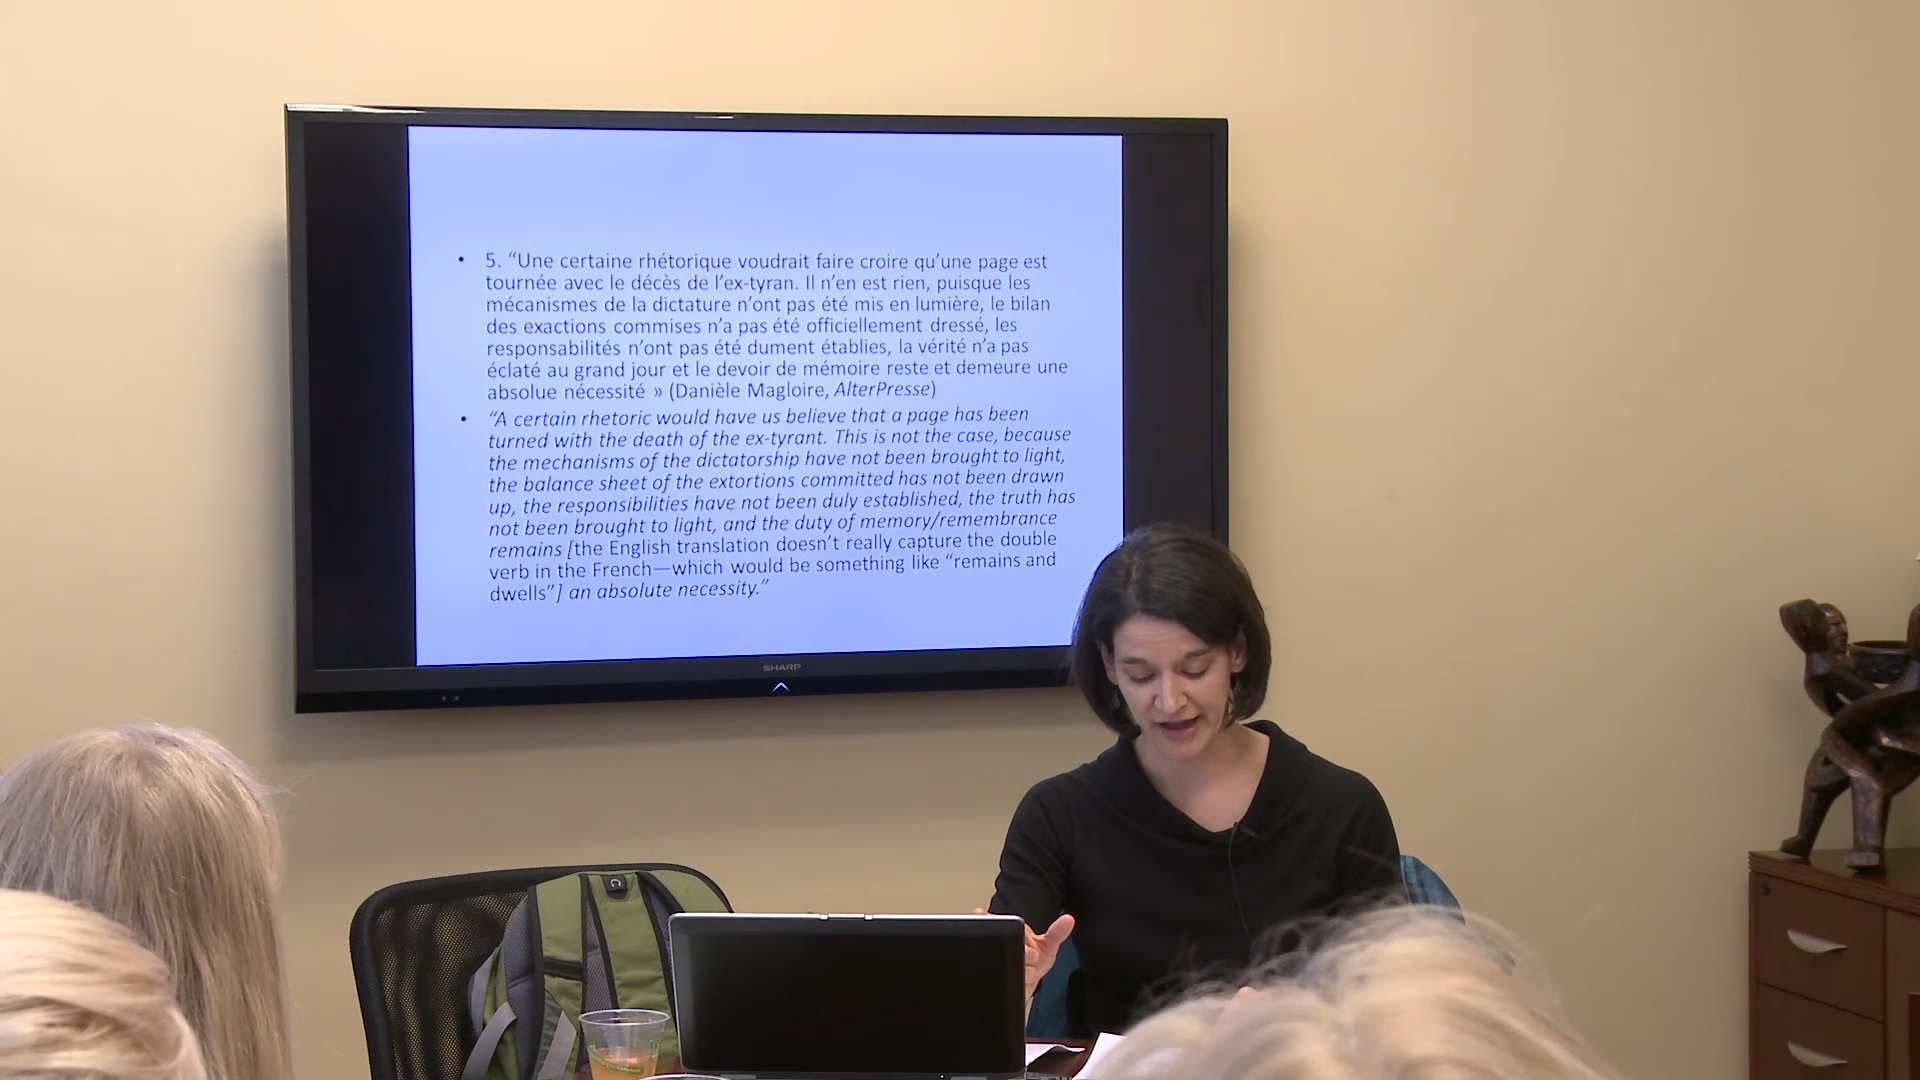 • 5. “Une certaine rhétorique voudrait faire croire qu’une page est
tournée avec le décès de l’ex-tyran. Il n’en est rien, puisque les
mécanismes de la dictature n’ont pas été mis en lumière, le bilan
des exactions commises n’a pas été officiellement dressé, les
responsabilités n’ont pas été dument établies, la vérité n’a pas
éclaté au grand jour et le devoir de mémoire reste et demeure une
absolue nécessité » (Danièle Magloire, AlterPresse)
• “A certain rhetoric would have us believe that a page has been
turned with the death of the ex-tyrant. This is not the case, because
the mechanisms of the dictatorship have not been brought to light,
the balance sheet of the extortions committed has not been drawn
up, the responsibilities have not been duly established, the truth has
not been brought to light, and the duty of memory/remembrance
remains [the English translation doesn’t really capture the double
verb in the French—which would be something like “remains and
dwells”] an absolute necessity.”
SHARP